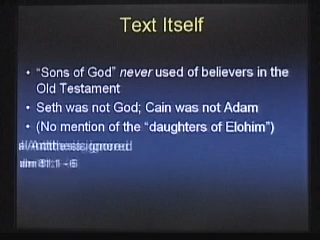 Text Itself
• "Sons of God" never used of believers in the
Old Testament
• Seth was not God; Cain was not Adam
• (No mention of the "daughters of Elohim")
ignored